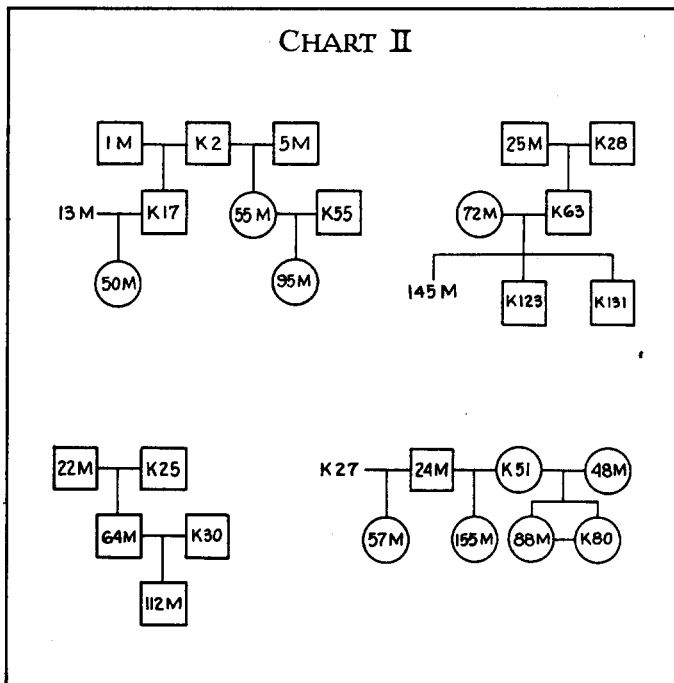 CHART II
1M K2 5M
25M K28
13M K17 55M K55
72M K63
50M 95M
145M K123 K131
22M K25
K27 24M K51 48M
64M K30
57M 155M 88M K80
112M